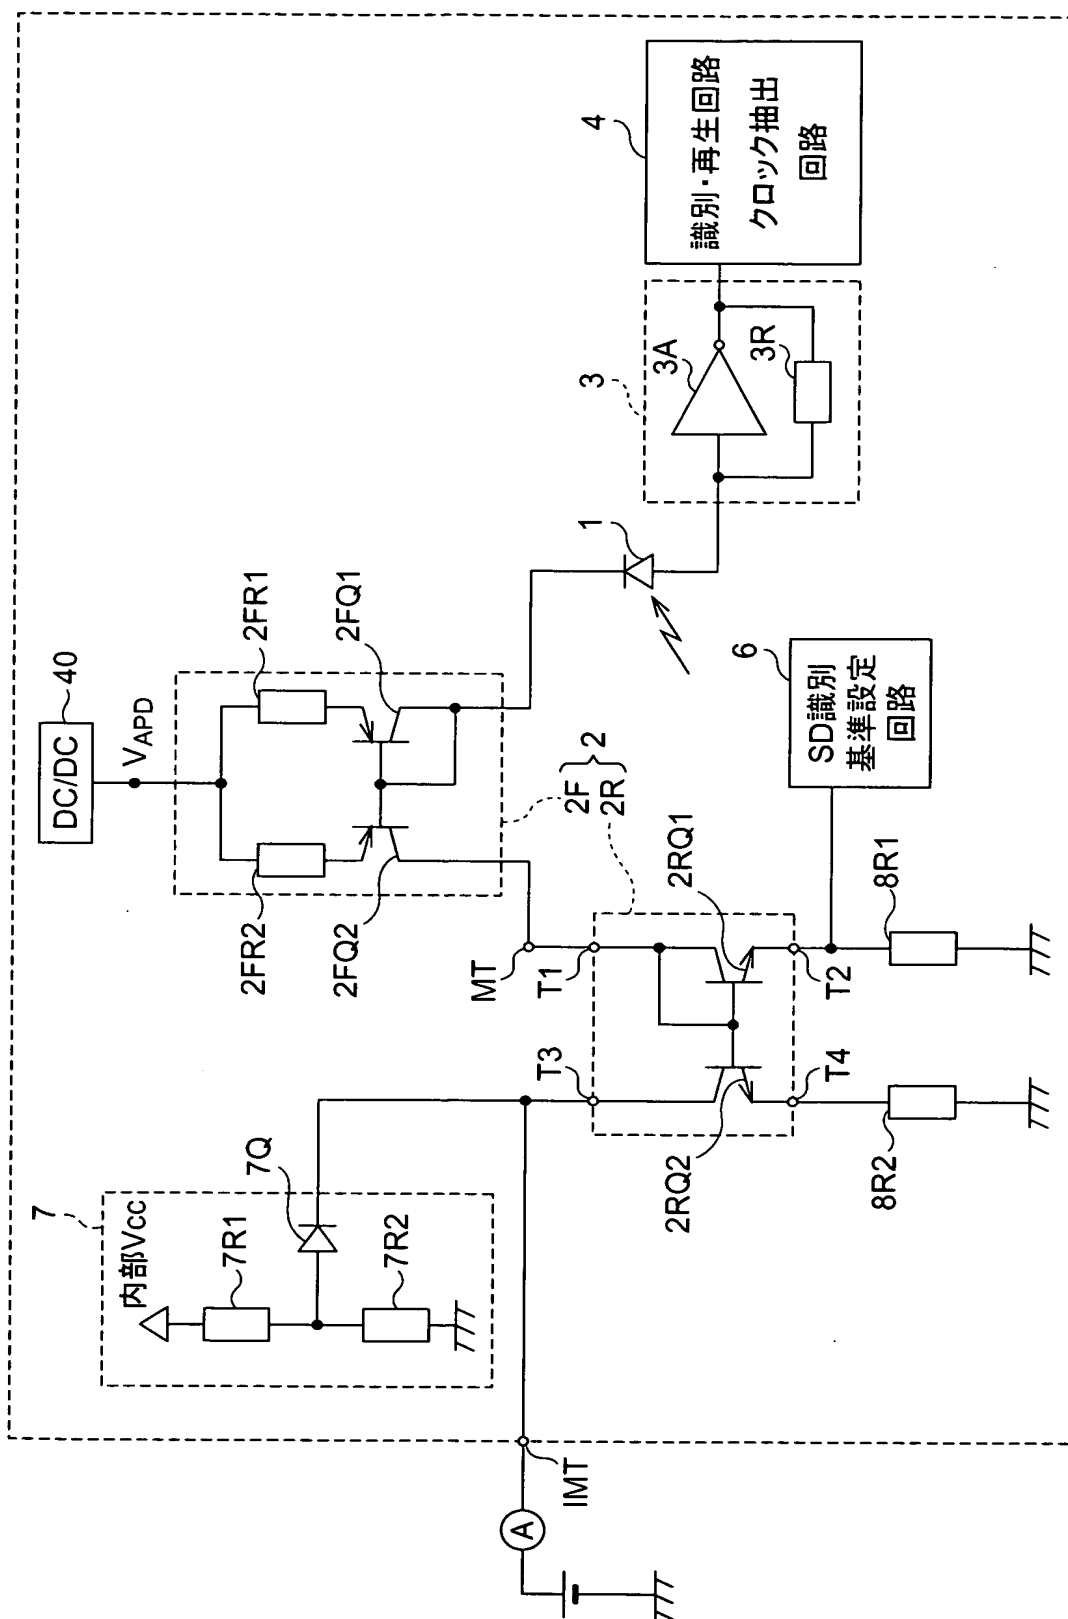 識別・再生回路
クロック抽出
回路
4
3
3A
3R
1
DC/DC
40
VAPD
2FR1
2FQ1
2FR2
2FQ2
2F
2R
2
6
SD識別
基準設定
回路
MT
T1
2RQ1
T2
8R1
T3
2RQ2
T4
8R2
7
内部Vcc
7R1
7Q
7R2
IMT
A